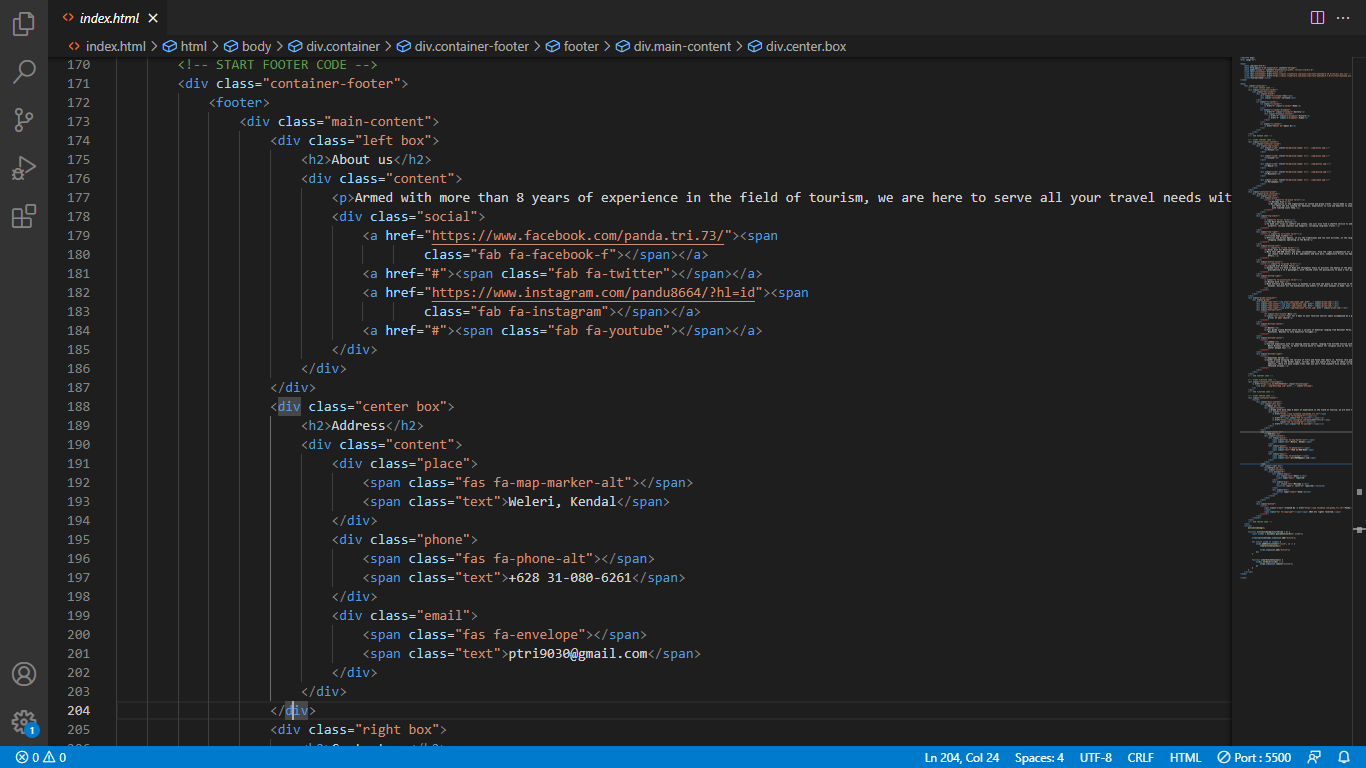 index.html
index.html > html > body > div.container > div.container-footer > footer > div.main-content > div.center.box
170 <!-- START FOOTER CODE -->
171 <div class="container-footer">
172 <footer>
173 <div class="main-content">
174 <div class="left box">
175 <h2>About us</h2>
176 <div class="content">
177 <p>Armed with more than 8 years of experience in the field of tourism, we are here to serve all your travel needs wit
178 <div class="social">
179 <a href="https://www.facebook.com/panda.tri.73/"><span
180 class="fab fa-facebook-f"></span></a>
181 <a href="#"><span class="fab fa-twitter"></span></a>
182 <a href="https://www.instagram.com/pandu8664/?hl=id"><span
183 class="fab fa-instagram"></span></a>
184 <a href="#"><span class="fab fa-youtube"></span></a>
185 </div>
186 </div>
187 </div>
188 <div class="center box">
189 <h2>Address</h2>
190 <div class="content">
191 <div class="place">
192 <span class="fas fa-map-marker-alt"></span>
193 <span class="text">Weleri, Kendal</span>
194 </div>
195 <div class="phone">
196 <span class="fas fa-phone-alt"></span>
197 <span class="text">+628 31-080-6261</span>
198 </div>
199 <div class="email">
200 <span class="fas fa-envelope"></span>
201 <span class="text">ptri9030@gmail.com</span>
202 </div>
203 </div>
204 </div>
205 <div class="right box">
1
0 0 Ln 204, Col 24 Spaces: 4 UTF-8 CRLF HTML Port : 5500